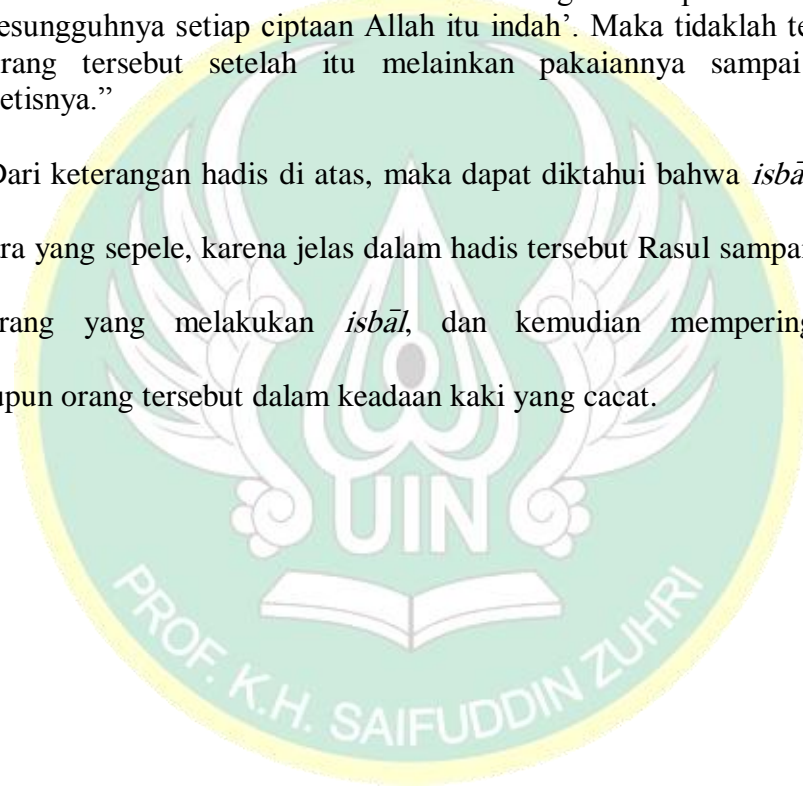 esungguhnya setiap ciptaan Allah itu indah’. Maka tidaklah te
rang tersebut setelah itu melainkan pakaiannya sampai
etisnya.”
Dari keterangan hadis di atas, maka dapat diktahui bahwa isbā
ra yang sepele, karena jelas dalam hadis tersebut Rasul sampai
rang yang melakukan isbāl, dan kemudian mempering
upun orang tersebut dalam keadaan kaki yang cacat.
UIN
PROF. K.H. SAIFUDDIN ZUHRI